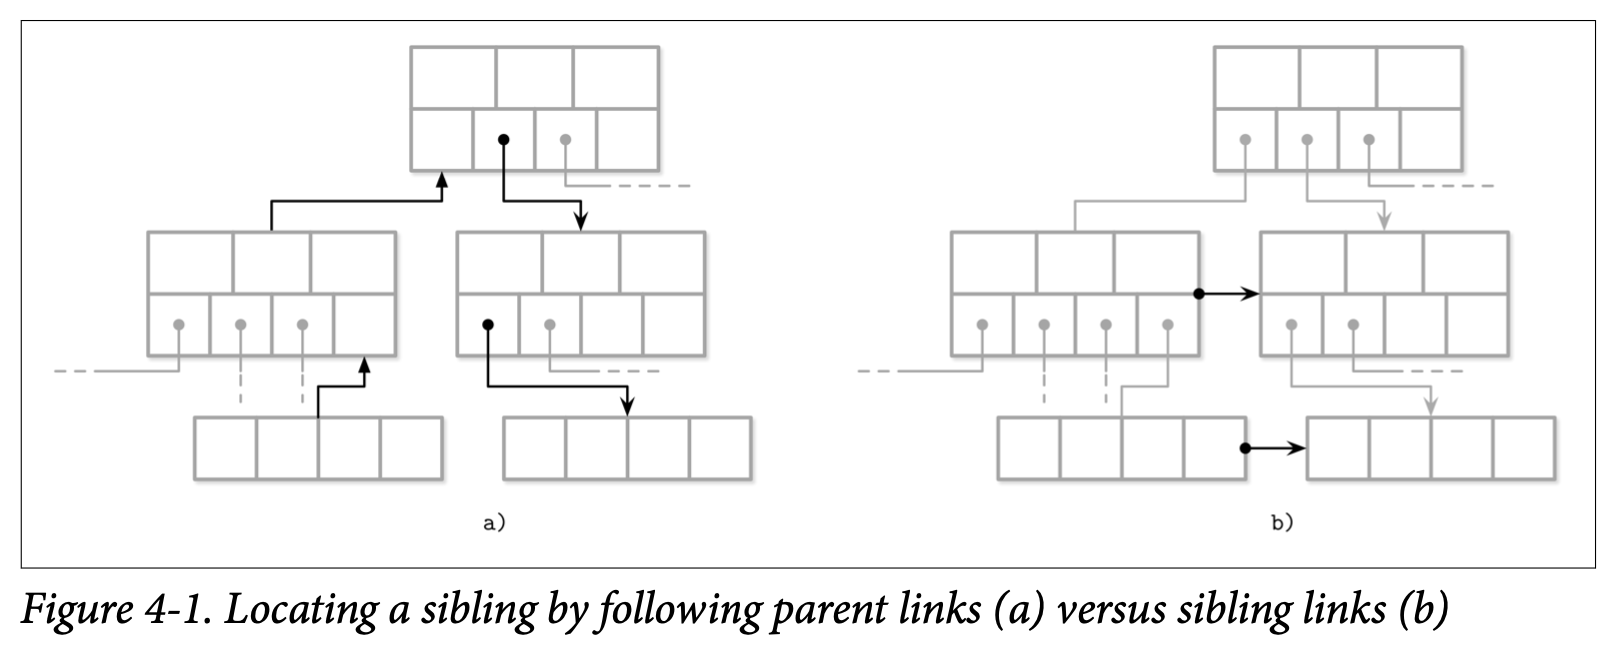 a)
b)
Figure 4-1. Locating a sibling by following parent links (a) versus sibling links (b)